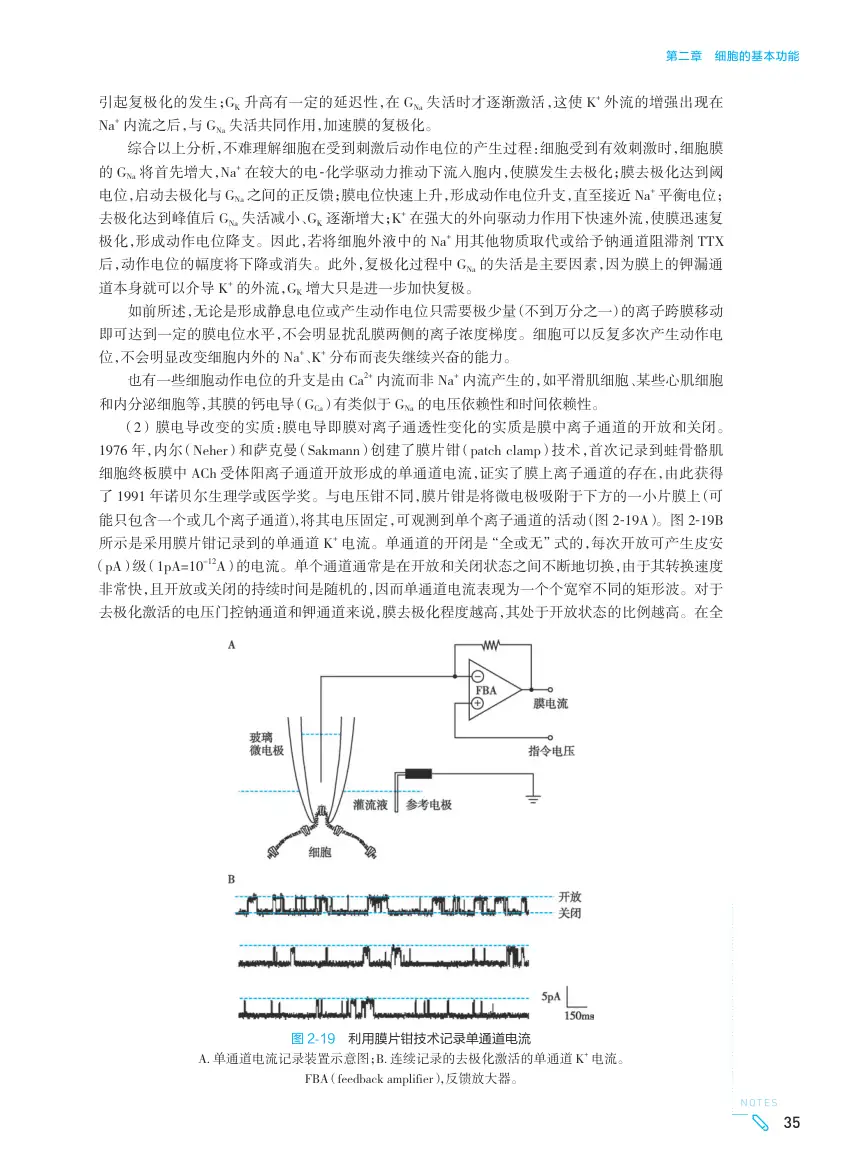 第二章 细胞的基本功能
引起复极化的发生;GK 升高有一定的延迟性,在 GNa 失活时才逐渐激活,这使 K+ 外流的增强出现在
Na+ 内流之后,与 GNa 失活共同作用,加速膜的复极化。
综合以上分析,不难理解细胞在受到刺激后动作电位的产生过程:细胞受到有效刺激时,细胞膜
的 GNa 将首先增大,Na+ 在较大的电-化学驱动力推动下流入胞内,使膜发生去极化;膜去极化达到阈
电位,启动去极化与 GNa 之间的正反馈;膜电位快速上升,形成动作电位升支,直至接近 Na+ 平衡电位;
去极化达到峰值后 GNa 失活减小、GK 逐渐增大;K+ 在强大的外向驱动力作用下快速外流,使膜迅速复
极化,形成动作电位降支。因此,若将细胞外液中的 Na+ 用其他物质取代或给予钠通道阻滞剂 TTX
后,动作电位的幅度将下降或消失。此外,复极化过程中 GNa 的失活是主要因素,因为膜上的钾漏通
道本身就可以介导 K+ 的外流,GK 增大只是进一步加快复极。
如前所述,无论是形成静息电位或产生动作电位只需要极少量(不到万分之一)的离子跨膜移动
即可达到一定的膜电位水平,不会明显扰乱膜两侧的离子浓度梯度。细胞可以反复多次产生动作电
位,不会明显改变细胞内外的 Na+、K+ 分布而丧失继续兴奋的能力。
也有一些细胞动作电位的升支是由 Ca2+ 内流而非 Na+ 内流产生的,如平滑肌细胞、某些心肌细胞
和内分泌细胞等,其膜的钙电导(GCa)有类似于 GNa 的电压依赖性和时间依赖性。
(2)膜电导改变的实质:膜电导即膜对离子通透性变化的实质是膜中离子通道的开放和关闭。
1976 年,内尔(Neher)和萨克曼(Sakmann)创建了膜片钳(patch clamp)技术,首次记录到蛙骨骼肌
细胞终板膜中 ACh 受体阳离子通道开放形成的单通道电流,证实了膜上离子通道的存在,由此获得
了 1991 年诺贝尔生理学或医学奖。与电压钳不同,膜片钳是将微电极吸附于下方的一小片膜上(可
能只包含一个或几个离子通道),将其电压固定,可观测到单个离子通道的活动(图 2-19A)。图 2-19B
所示是采用膜片钳记录到的单通道 K+ 电流。单通道的开闭是“全或无”式的,每次开放可产生皮安
(pA)级(1pA=10-12A)的电流。单个通道通常是在开放和关闭状态之间不断地切换,由于其转换速度
非常快,且开放或关闭的持续时间是随机的,因而单通道电流表现为一个个宽窄不同的矩形波。对于
去极化激活的电压门控钠通道和钾通道来说,膜去极化程度越高,其处于开放状态的比例越高。在全
A
FBA
膜电流
玻璃
微电极
指令电压
灌流液
参考电极
细胞
B
开放
关闭
5pA
150ms
图 2-19 利用膜片钳技术记录单通道电流
A. 单通道电流记录装置示意图;B. 连续记录的去极化激活的单通道 K+ 电流。
FBA(feedback amplifier),反馈放大器。
NOTES
35